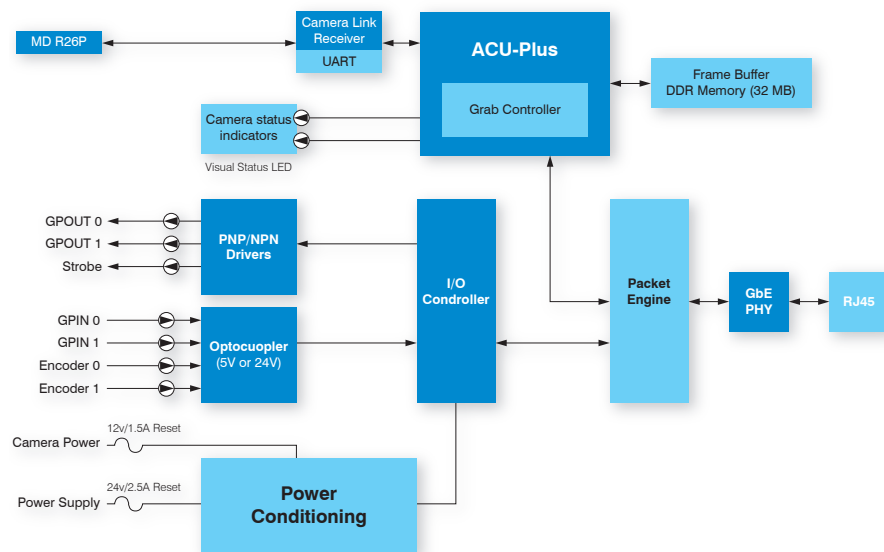 MD R26P
Camera Link
Receiver
UART
ACU-Plus
Grab Controller
Frame Buffer
DDR Memory (32 MB)
Camera status
indicators
Visual Status LED
GPOUT 0
GPOUT 1
Strobe
PNP/NPN
Drivers
I/O
Condroller
Packet
Engine
GbE
PHY
RJ45
GPIN 0
GPIN 1
Encoder 0
Encoder 1
Optocuopler
(5V or 24V)
12v/1.5A Reset
Camera Power
24v/2.5A Reset
Power Supply
Power
Conditioning